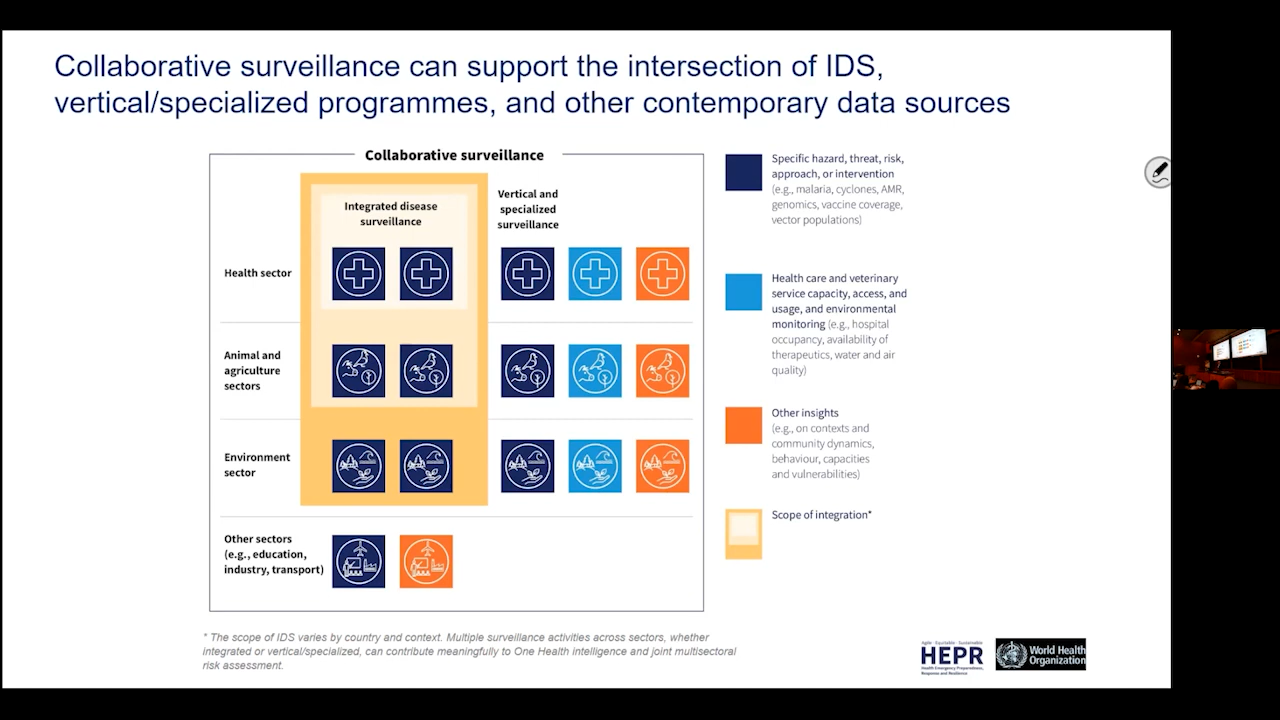 Collaborative surveillance can support the intersection of IDS,
vertical/specialized programmes, and other contemporary data sources
Collaborative surveillance
Integrated disease
surveillance
Vertical and
specialized
surveillance
Health sector
Animal and
agriculture
sectors
Environment
sector
Other sectors
(e.g., education,
industry, transport)
Specific hazard, threat, risk,
approach, or intervention
(e.g., malaria, cyclones, AMR,
genomics, vaccine coverage,
vector populations)
Health care and veterinary
service capacity, access, and
usage, and environmental
monitoring (e.g., hospital
occupancy, availability of
therapeutics, water and air
quality)
Other insights
(e.g., on contexts and
community dynamics,
behaviour, capacities
and vulnerabilities)
Scope of integration*
* The scope of IDS varies by country and context. Multiple surveillance activities across sectors, whether
integrated or vertical/specialized, can contribute meaningfully to One Health intelligence and joint multisectoral
risk assessment.
Agile · Equitable · Sustainable
HEPR
Health Emergency Preparedness,
Response and Resilience
World Health
Organization